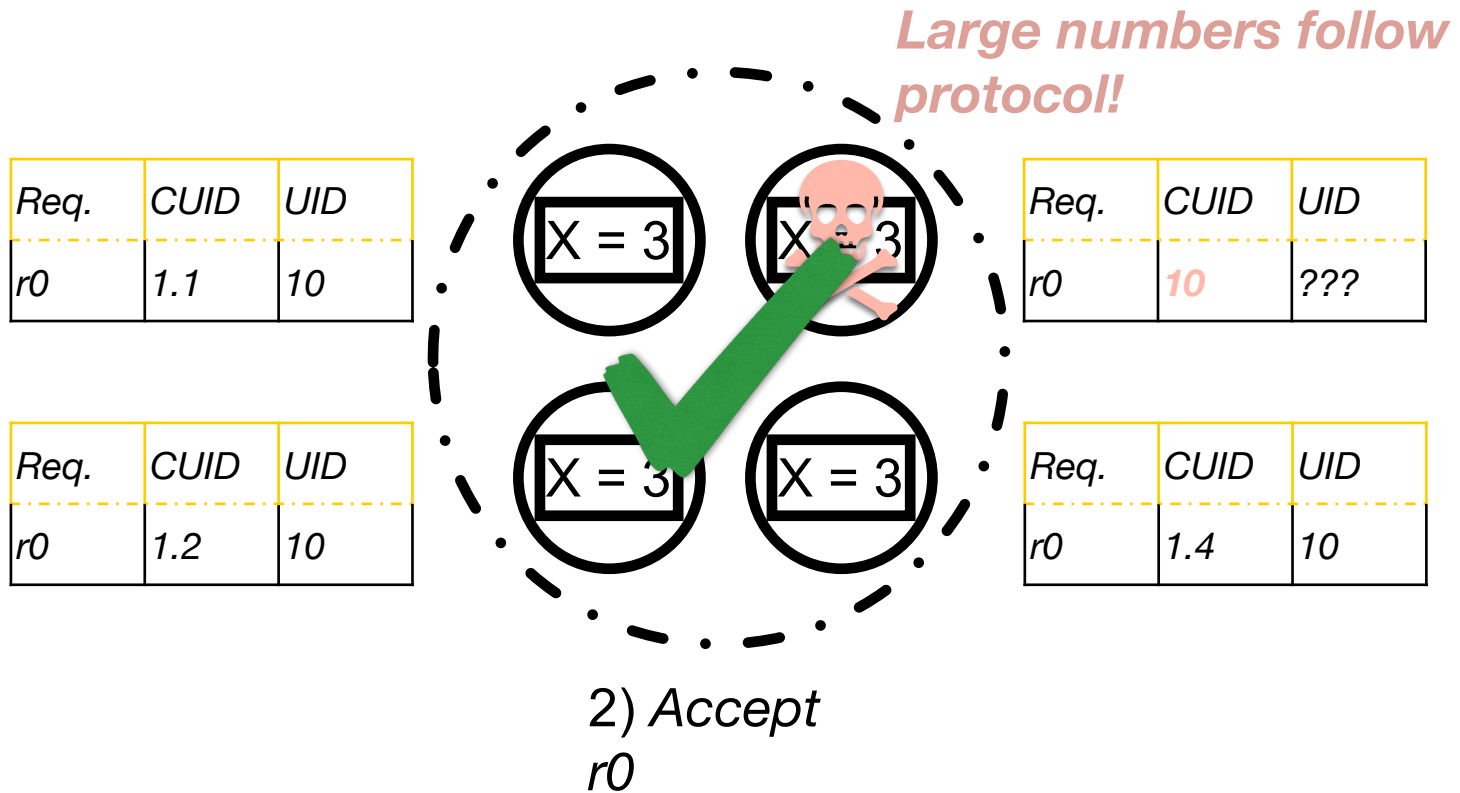 Large numbers follow
protocol!
Req. CUID UID
r0 1.1 10
X = 3
X = 3
Req. CUID UID
r0 10 ???
Req. CUID UID
r0 1.2 10
X = 3
X = 3
Req. CUID UID
r0 1.4 10
2) Accept
r0